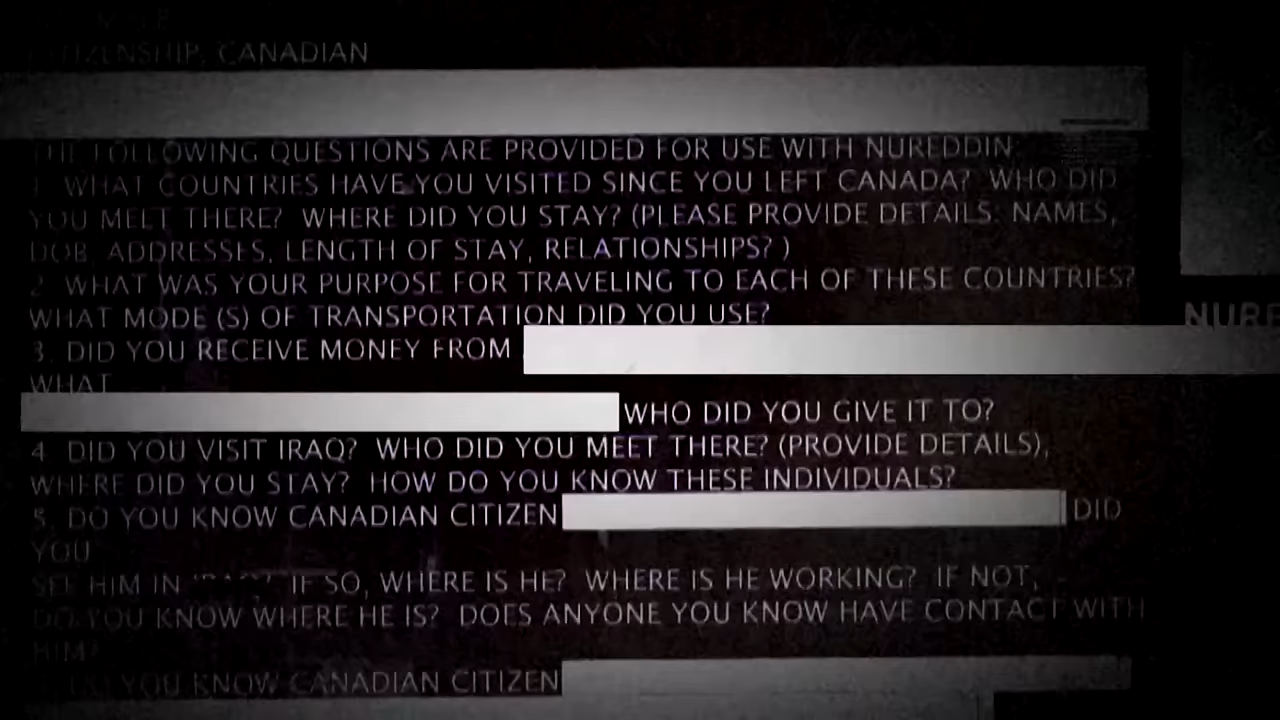 CITIZENSHIP, CANADIAN
THE FOLLOWING QUESTIONS ARE PROVIDED FOR USE WITH NUREDDIN:
1. WHAT COUNTRIES HAVE YOU VISITED SINCE YOU LEFT CANADA? WHO DID
YOU MEET THERE? WHERE DID YOU STAY? (PLEASE PROVIDE DETAILS: NAMES,
DOB, ADDRESSES, LENGTH OF STAY, RELATIONSHIPS? )
2. WHAT WAS YOUR PURPOSE FOR TRAVELING TO EACH OF THESE COUNTRIES?
WHAT MODE (S) OF TRANSPORTATION DID YOU USE?
NURE
3. DID YOU RECEIVE MONEY FROM
WHAT
WHO DID YOU GIVE IT TO?
4. DID YOU VISIT IRAQ? WHO DID YOU MEET THERE? (PROVIDE DETAILS),
WHERE DID YOU STAY? HOW DO YOU KNOW THESE INDIVIDUALS?
5. DO YOU KNOW CANADIAN CITIZEN DID
YOU
SEE HIM IN IF SO, WHERE IS HE? WHERE IS HE WORKING? IF NOT,
DO YOU KNOW WHERE HE IS? DOES ANYONE YOU KNOW HAVE CONTACT WITH
HIM?
YOU KNOW CANADIAN CITIZEN